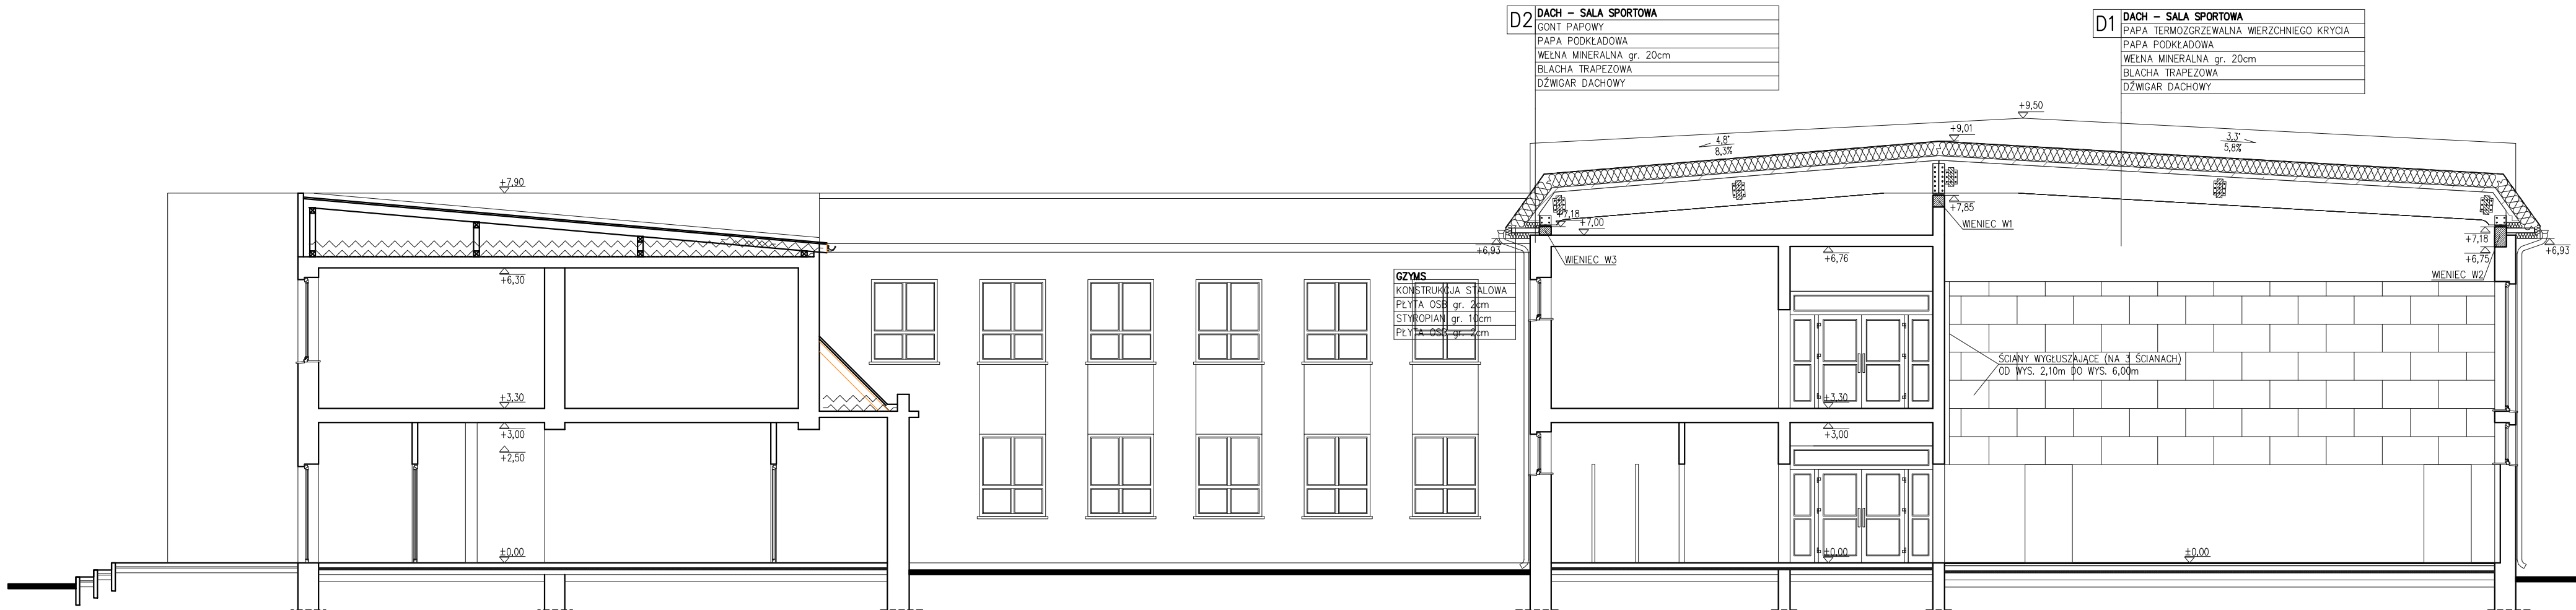 D2
DACH – SALA SPORTOWA
GONT PAPOWY
PAPA PODKŁADOWA
WEŁNA MINERALNA gr. 20cm
BLACHA TRAPEZOWA
DŹWIGAR DACHOWY
D1
DACH – SALA SPORTOWA
PAPA TERMOZGRZEWALNA WIERZCHNIEGO KRYCIA
PAPA PODKŁADOWA
WEŁNA MINERALNA gr. 20cm
BLACHA TRAPEZOWA
DŹWIGAR DACHOWY
+9,50
+9,01
4,8°
8,3%
3,3°
5,8%
+7,90
+7,18
+7,00
+7,85
WIENIEC W1
+6,93
WIENIEC W3
+7,18
+6,93
+6,75
WIENIEC W2
+6,30
+6,76
GZYMS
KONSTRUKCJA STALOWA
PŁYTA OSB gr. 2cm
STYROPIAN gr. 10cm
PŁYTA OSB gr. 2cm
ŚCIANY WYGŁUSZAJĄCE (NA 3 ŚCIANACH)
OD WYS. 2,10m DO WYS. 6,00m
+3,30
+3,00
+2,50
+3,30
+3,00
±0,00
±0,00
±0,00